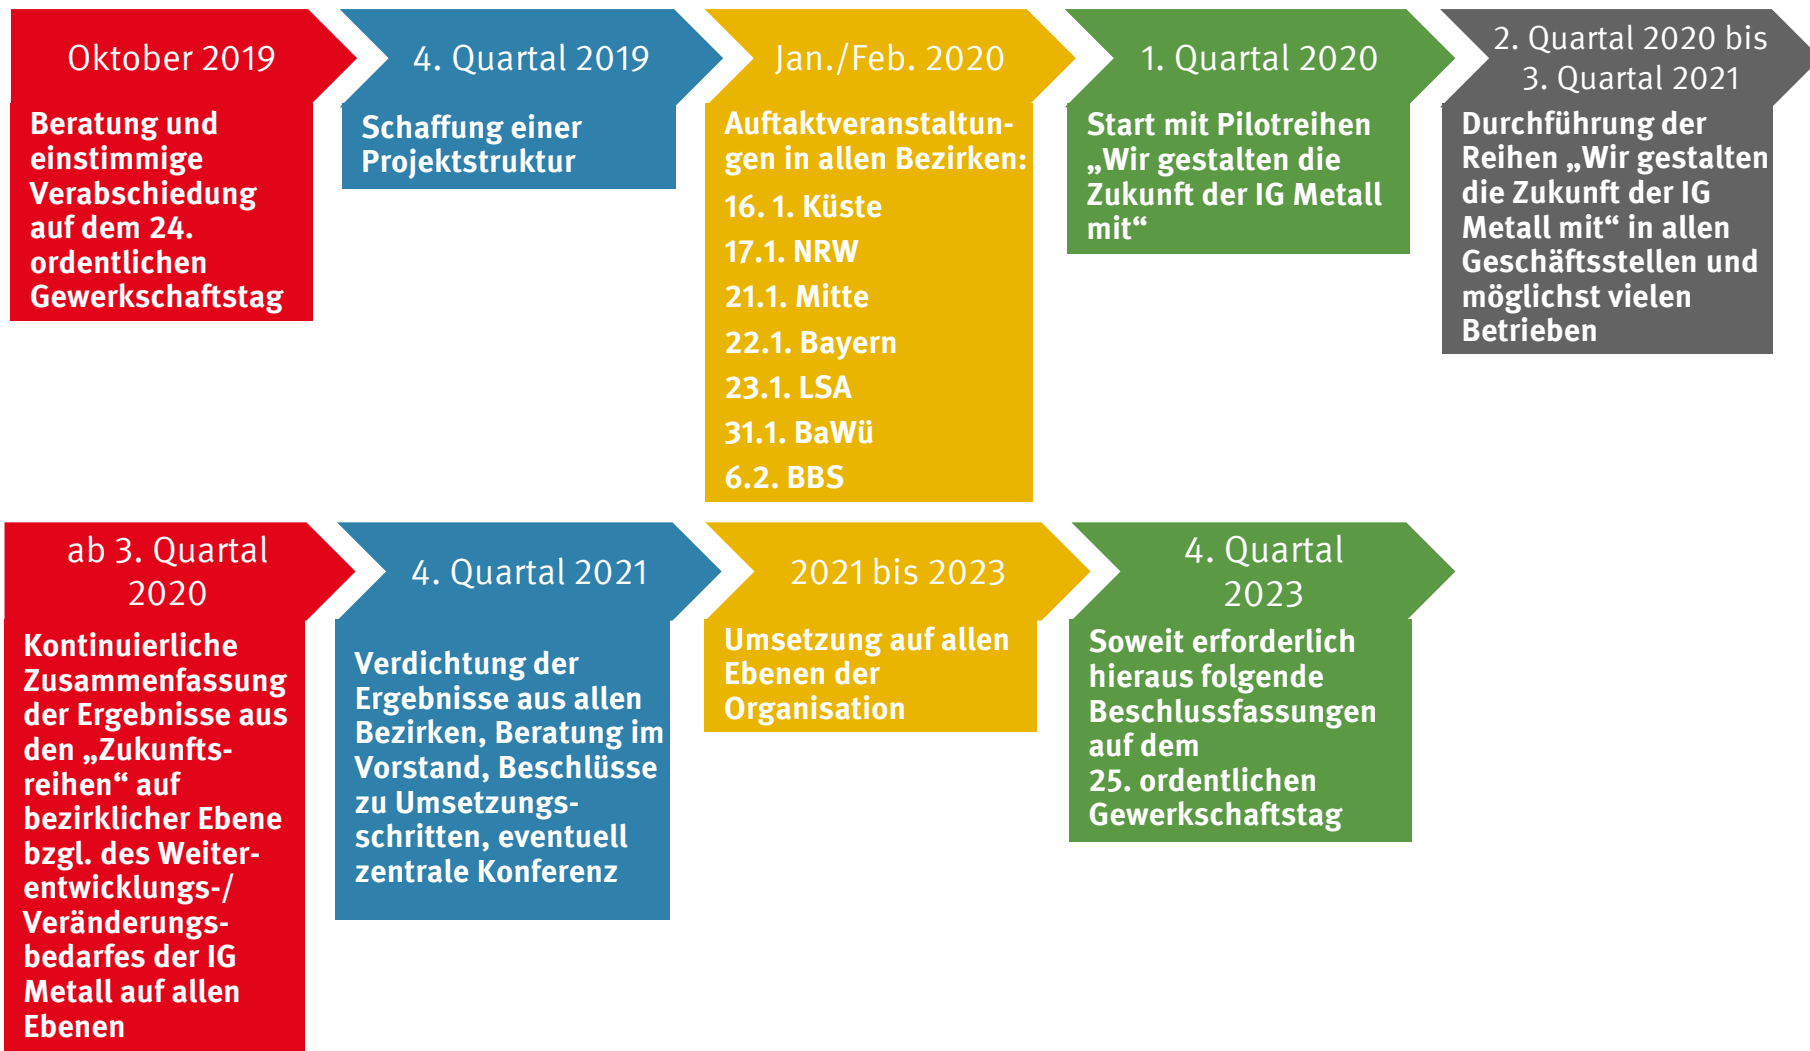 Oktober 2019
Beratung und
einstimmige
Verabschiedung
auf dem 24.
ordentlichen
Gewerkschaftstag
4. Quartal 2019
Schaffung einer
Projektstruktur
Jan./Feb. 2020
Auftaktveranstaltun-
gen in allen Bezirken:
16. 1. Küste
17.1. NRW
21.1. Mitte
22.1. Bayern
23.1. LSA
31.1. BaWü
6.2. BBS
1. Quartal 2020
Start mit Pilotreihen
„Wir gestalten die
Zukunft der IG Metall
mit“
2. Quartal 2020 bis
3. Quartal 2021
Durchführung der
Reihen „Wir gestalten
die Zukunft der IG
Metall mit“ in allen
Geschäftsstellen und
möglichst vielen
Betrieben
ab 3. Quartal
2020
Kontinuierliche
Zusammenfassung
der Ergebnisse aus
den „Zukunfts-
reihen“ auf
bezirklicher Ebene
bzgl. des Weiter-
entwicklungs-/
Veränderungs-
bedarfes der IG
Metall auf allen
Ebenen
4. Quartal 2021
Verdichtung der
Ergebnisse aus allen
Bezirken, Beratung im
Vorstand, Beschlüsse
zu Umsetzungs-
schritten, eventuell
zentrale Konferenz
2021 bis 2023
Umsetzung auf allen
Ebenen der
Organisation
4. Quartal
2023
Soweit erforderlich
hieraus folgende
Beschlussfassungen
auf dem
25. ordentlichen
Gewerkschaftstag